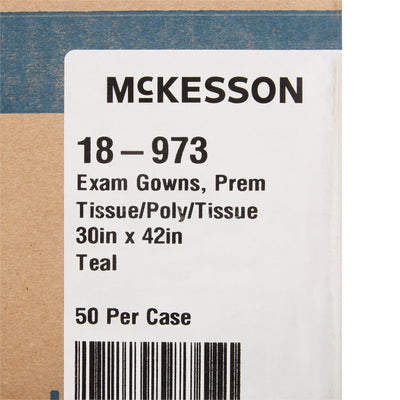 McKESSON
18–973
Exam Gowns, Prem
Tissue/Poly/Tissue
30in x 42in
Teal
50 Per Case